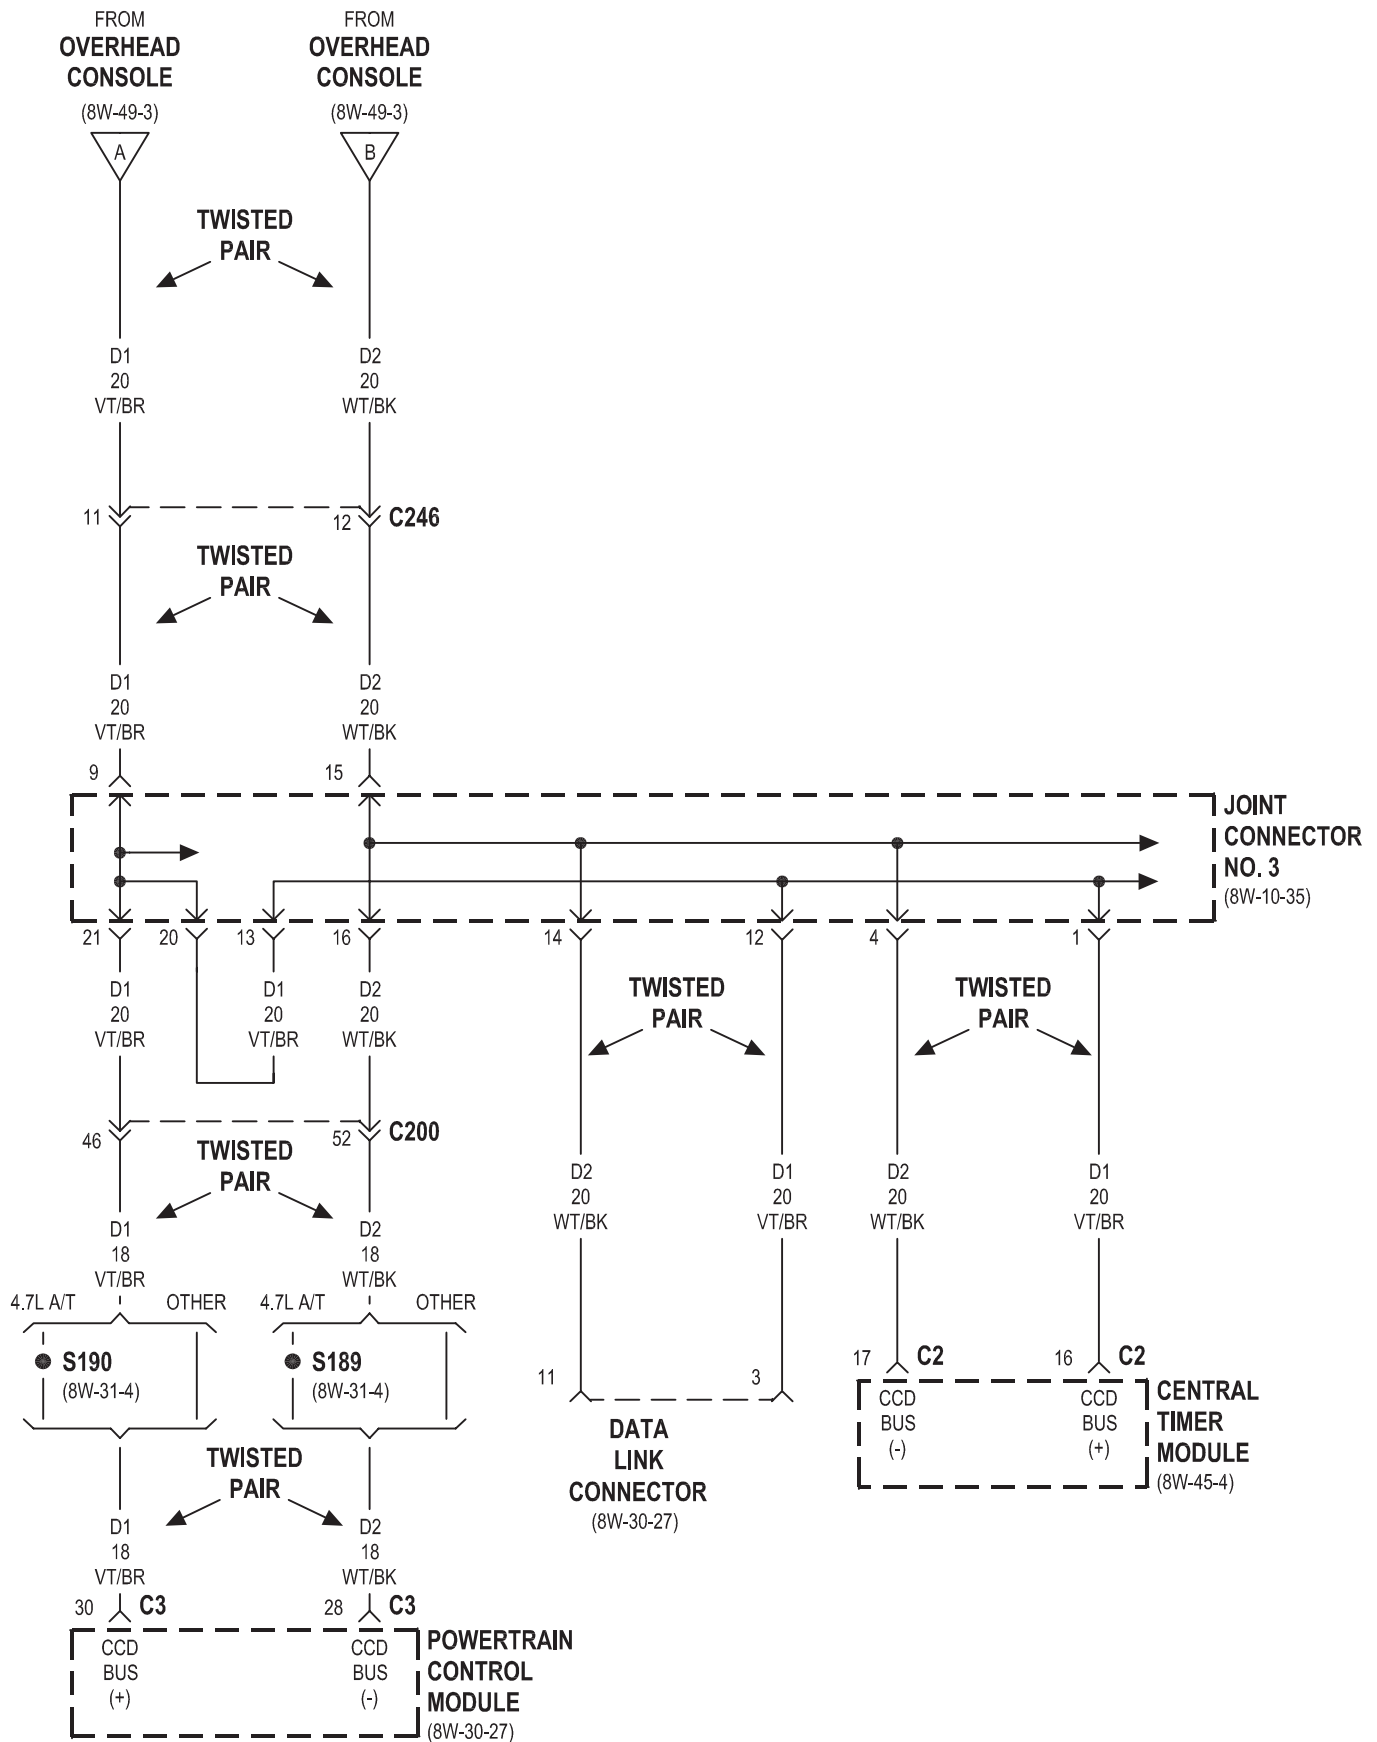 FROM
OVERHEAD
CONSOLE
(8W-49-3)
A
FROM
OVERHEAD
CONSOLE
(8W-49-3)
B
TWISTED
PAIR
D1
20
VT/BR
D2
20
WT/BK
11
12
C246
TWISTED
PAIR
D1
20
VT/BR
D2
20
WT/BK
9
15
JOINT
CONNECTOR
NO. 3
(8W-10-35)
21
20
13
16
14
12
4
1
D1
20
VT/BR
D1
20
VT/BR
D2
20
WT/BK
TWISTED
PAIR
TWISTED
PAIR
46
52
C200
TWISTED
PAIR
D2
20
WT/BK
D1
20
VT/BR
D2
20
WT/BK
D1
20
VT/BR
D1
18
VT/BR
D2
18
WT/BK
4.7L A/T
OTHER
4.7L A/T
OTHER
S190
(8W-31-4)
S189
(8W-31-4)
11
3
DATA
LINK
CONNECTOR
(8W-30-27)
17
C2
16
C2
CCD
BUS
(-)
CCD
BUS
(+)
CENTRAL
TIMER
MODULE
(8W-45-4)
TWISTED
PAIR
D1
18
VT/BR
D2
18
WT/BK
30
C3
28
C3
CCD
BUS
(+)
CCD
BUS
(-)
POWERTRAIN
CONTROL
MODULE
(8W-30-27)